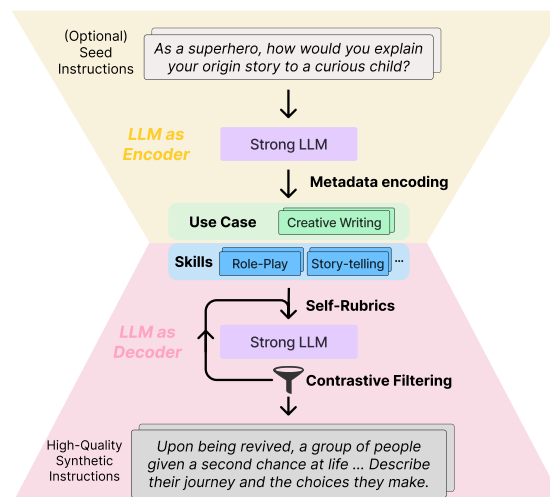 (Optional)
Seed
Instructions
As a superhero, how would you explain
your origin story to a curious child?
LLM as
Encoder
Strong LLM
Metadata encoding
Use Case
Creative Writing
Skills
Role-Play
Story-telling
...
Self-Rubrics
LLM as
Decoder
Strong LLM
Contrastive Filtering
High-Quality
Synthetic
Instructions
Upon being revived, a group of people
given a second chance at life ... Describe
their journey and the choices they make.